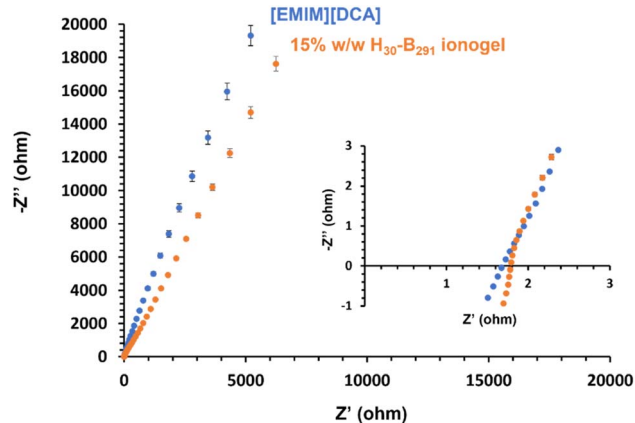 [EMIM][DCA]
15% w/w H₃₀-B₂₉₁ ionogel
20000
18000
16000
14000
12000
10000
8000
6000
4000
2000
0
-Z’’ (ohm)
0 5000 10000 15000 20000
Z’ (ohm)
3
2
1
0
-1
-Z’’ (ohm)
1 2 3
Z’ (ohm)